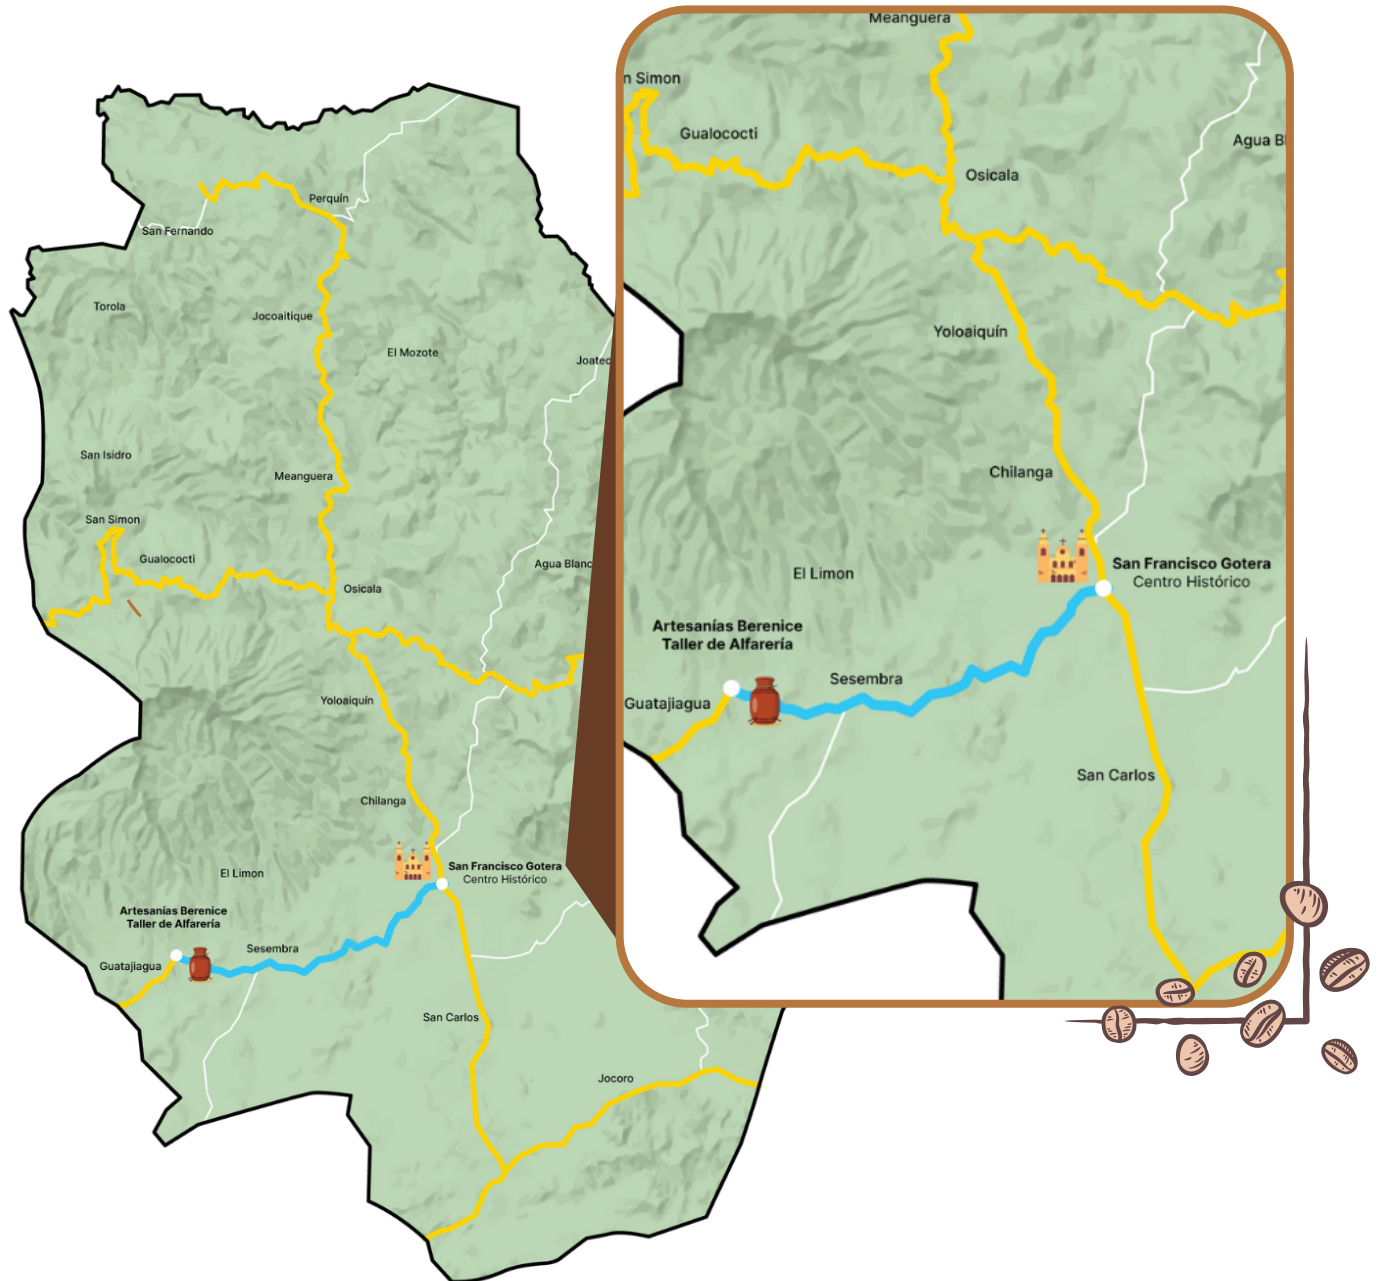 Perquín
San Fernando
Torola
Jocoaitique
El Mozote
Joatec
San Isidro
Meanguera
San Simon
Gualococti
Agua Blanc
Osicala
Yoloaiquín
Chilanga
San Francisco Gotera
Centro Histórico
El Limon
Artesanías Berenice
Taller de Alfarería
Sesembra
Guatajiagua
San Carlos
Jocoro
Meanguera
n Simon
Gualococti
Agua Bl
Osicala
Yoloaiquín
Chilanga
San Francisco Gotera
Centro Histórico
El Limon
Artesanías Berenice
Taller de Alfarería
Sesembra
Guatajiagua
San Carlos